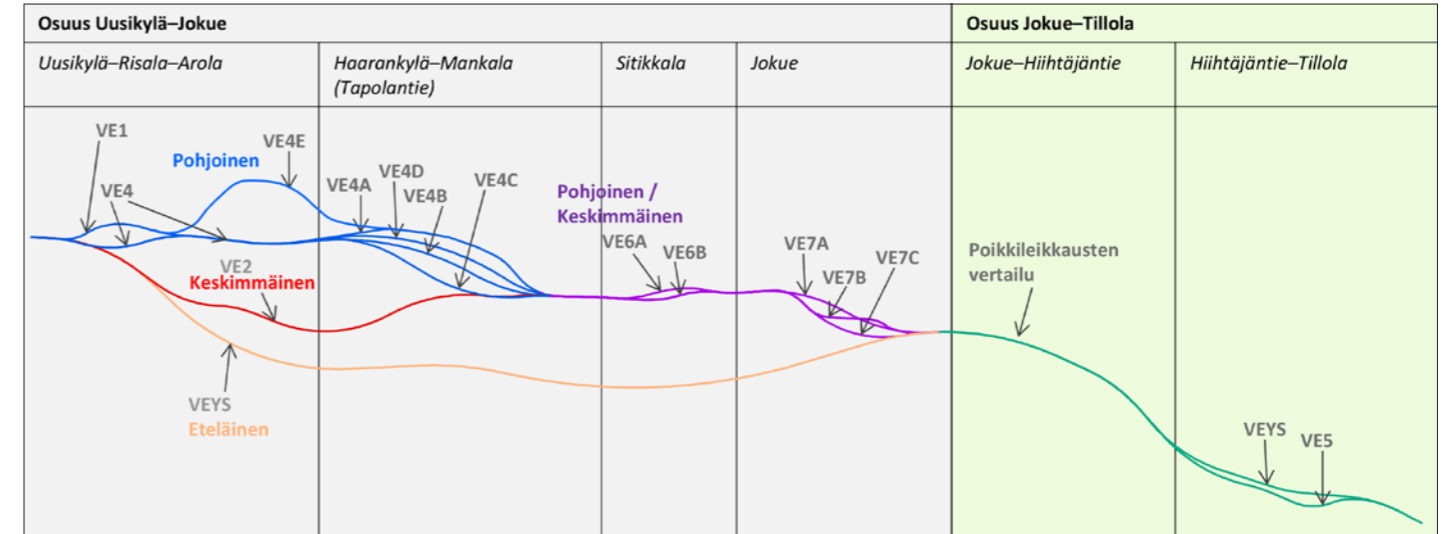 Osuus Uusikylä–Jokue
Osuus Jokue–Tillola
Uusikylä–Risala–Arola
Haarankylä–Mankala
(Tapolantie)
Sitikkala
Jokue
Jokue–Hiihtäjäntie
Hiihtäjäntie–Tillola
VE1
VE4E
Pohjoinen
VE4
VE4A
VE4D
VE4B
VE4C
Pohjoinen /
Keskimmäinen
VE6A
VE6B
VE7A
VE7B
VE7C
Poikkileikkausten
vertailu
VE2
Keskimmäinen
VEYS
Eteläinen
VEYS
VE5